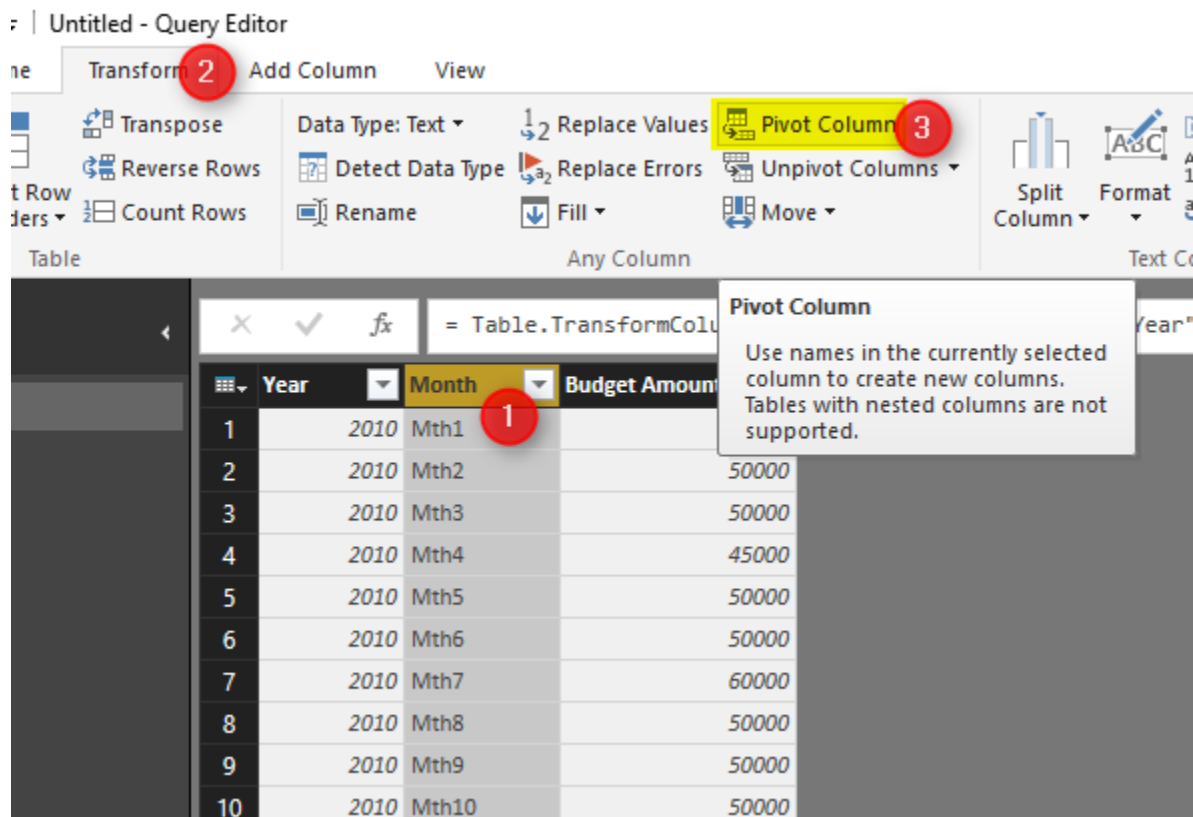 Untitled - Query Editor
Transform 2 Add Column View
Transpose Data Type: Text 1 2 Replace Values Pivot Column 3
Reverse Rows Detect Data Type Replace Errors Unpivot Columns
Row Count Rows Rename Fill Move Split Column Format
Table Any Column Text
fx = Table.TransformColu Year"
Pivot Column
Use names in the currently selected
column to create new columns.
Tables with nested columns are not
supported.
Year Month 1 Budget Amount
1 2010 Mth1
2 2010 Mth2 50000
3 2010 Mth3 50000
4 2010 Mth4 45000
5 2010 Mth5 50000
6 2010 Mth6 50000
7 2010 Mth7 60000
8 2010 Mth8 50000
9 2010 Mth9 50000
10 2010 Mth10 50000